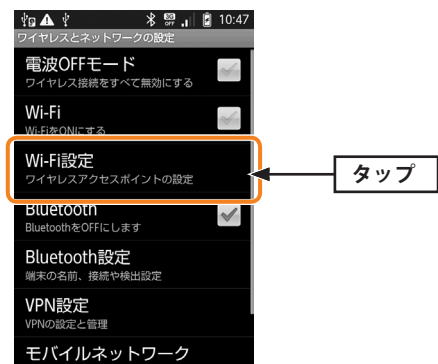 10:47
ワイヤレスとネットワークの設定
電波OFFモード
ワイヤレス接続をすべて無効にする
Wi-Fi
Wi-FiをONにする
Wi-Fi設定
ワイヤレスアクセスポイントの設定
タップ
Bluetooth
BluetoothをOFFにします
Bluetooth設定
端末の名前、接続や検出設定
VPN設定
VPNの設定と管理
モバイルネットワーク